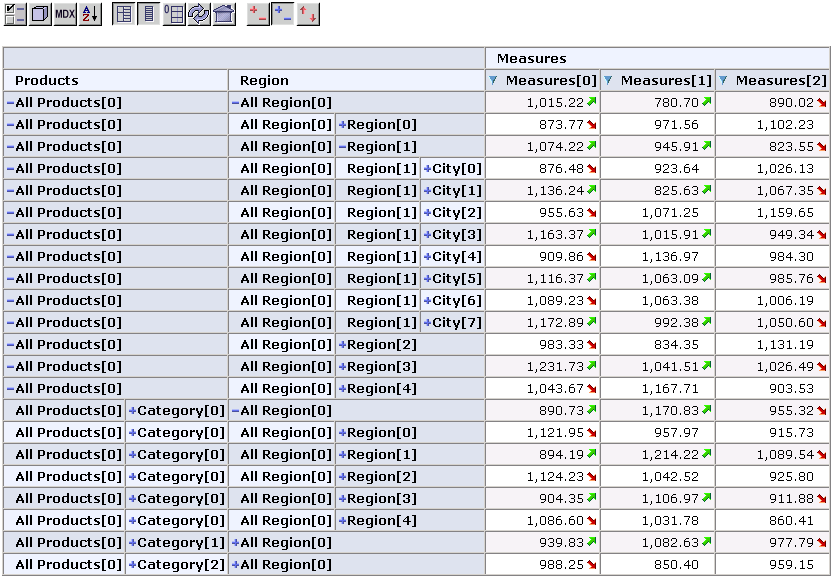 MDX A Z 0
Measures
Products Region Measures[0] Measures[1] Measures[2]
−All Products[0] −All Region[0] 1,015.22 780.70 890.02
−All Products[0] All Region[0] +Region[0] 873.77 971.56 1,102.23
−All Products[0] All Region[0] −Region[1] 1,074.22 945.91 823.55
−All Products[0] All Region[0] Region[1] +City[0] 876.48 923.64 1,026.13
−All Products[0] All Region[0] Region[1] +City[1] 1,136.24 825.63 1,067.35
−All Products[0] All Region[0] Region[1] +City[2] 955.63 1,071.25 1,159.65
−All Products[0] All Region[0] Region[1] +City[3] 1,163.37 1,015.91 949.34
−All Products[0] All Region[0] Region[1] +City[4] 909.86 1,136.97 984.30
−All Products[0] All Region[0] Region[1] +City[5] 1,116.37 1,063.09 985.76
−All Products[0] All Region[0] Region[1] +City[6] 1,089.23 1,063.38 1,006.19
−All Products[0] All Region[0] Region[1] +City[7] 1,172.89 992.38 1,050.60
−All Products[0] All Region[0] +Region[2] 983.33 834.35 1,131.19
−All Products[0] All Region[0] +Region[3] 1,231.73 1,041.51 1,026.49
−All Products[0] All Region[0] +Region[4] 1,043.67 1,167.71 903.53
All Products[0] +Category[0] −All Region[0] 890.73 1,170.83 955.32
All Products[0] +Category[0] All Region[0] +Region[0] 1,121.95 957.97 915.73
All Products[0] +Category[0] All Region[0] +Region[1] 894.19 1,214.22 1,089.54
All Products[0] +Category[0] All Region[0] +Region[2] 1,124.23 1,042.52 925.80
All Products[0] +Category[0] All Region[0] +Region[3] 904.35 1,106.97 911.88
All Products[0] +Category[0] All Region[0] +Region[4] 1,086.60 1,031.78 860.41
All Products[0] +Category[1] +All Region[0] 939.83 1,082.63 977.79
All Products[0] +Category[2] +All Region[0] 988.25 850.40 959.15